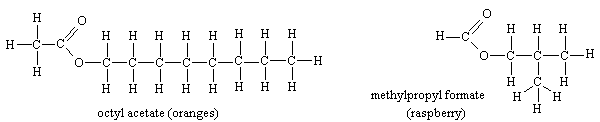 H O H H H H H H H H
H C C
H O C C C C C C C C H
H H H H H H H H
octyl acetate (oranges)
O H H H
H C
O C C C H
H C H
H H
H
methylpropyl formate
(raspberry)